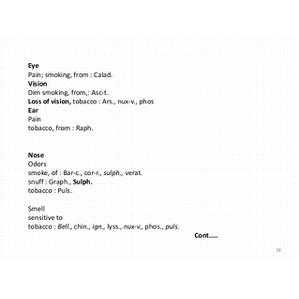 Eye
Pain; smoking, from : Calad.
Vision
Dim smoking, from,: Asc-t.
Loss of vision, tobacco : Ars., nux-v., phos
Ear
Pain
tobacco, from : Raph.
Nose
Odors
smoke, of : Bar-c., cor-r., sulph., verat.
snuff : Graph., Sulph.
tobacco : Puls.
Smell
sensitive to
tobacco : Bell., chin., ign., lyss., nux-v., phos., puls.
Cont.....